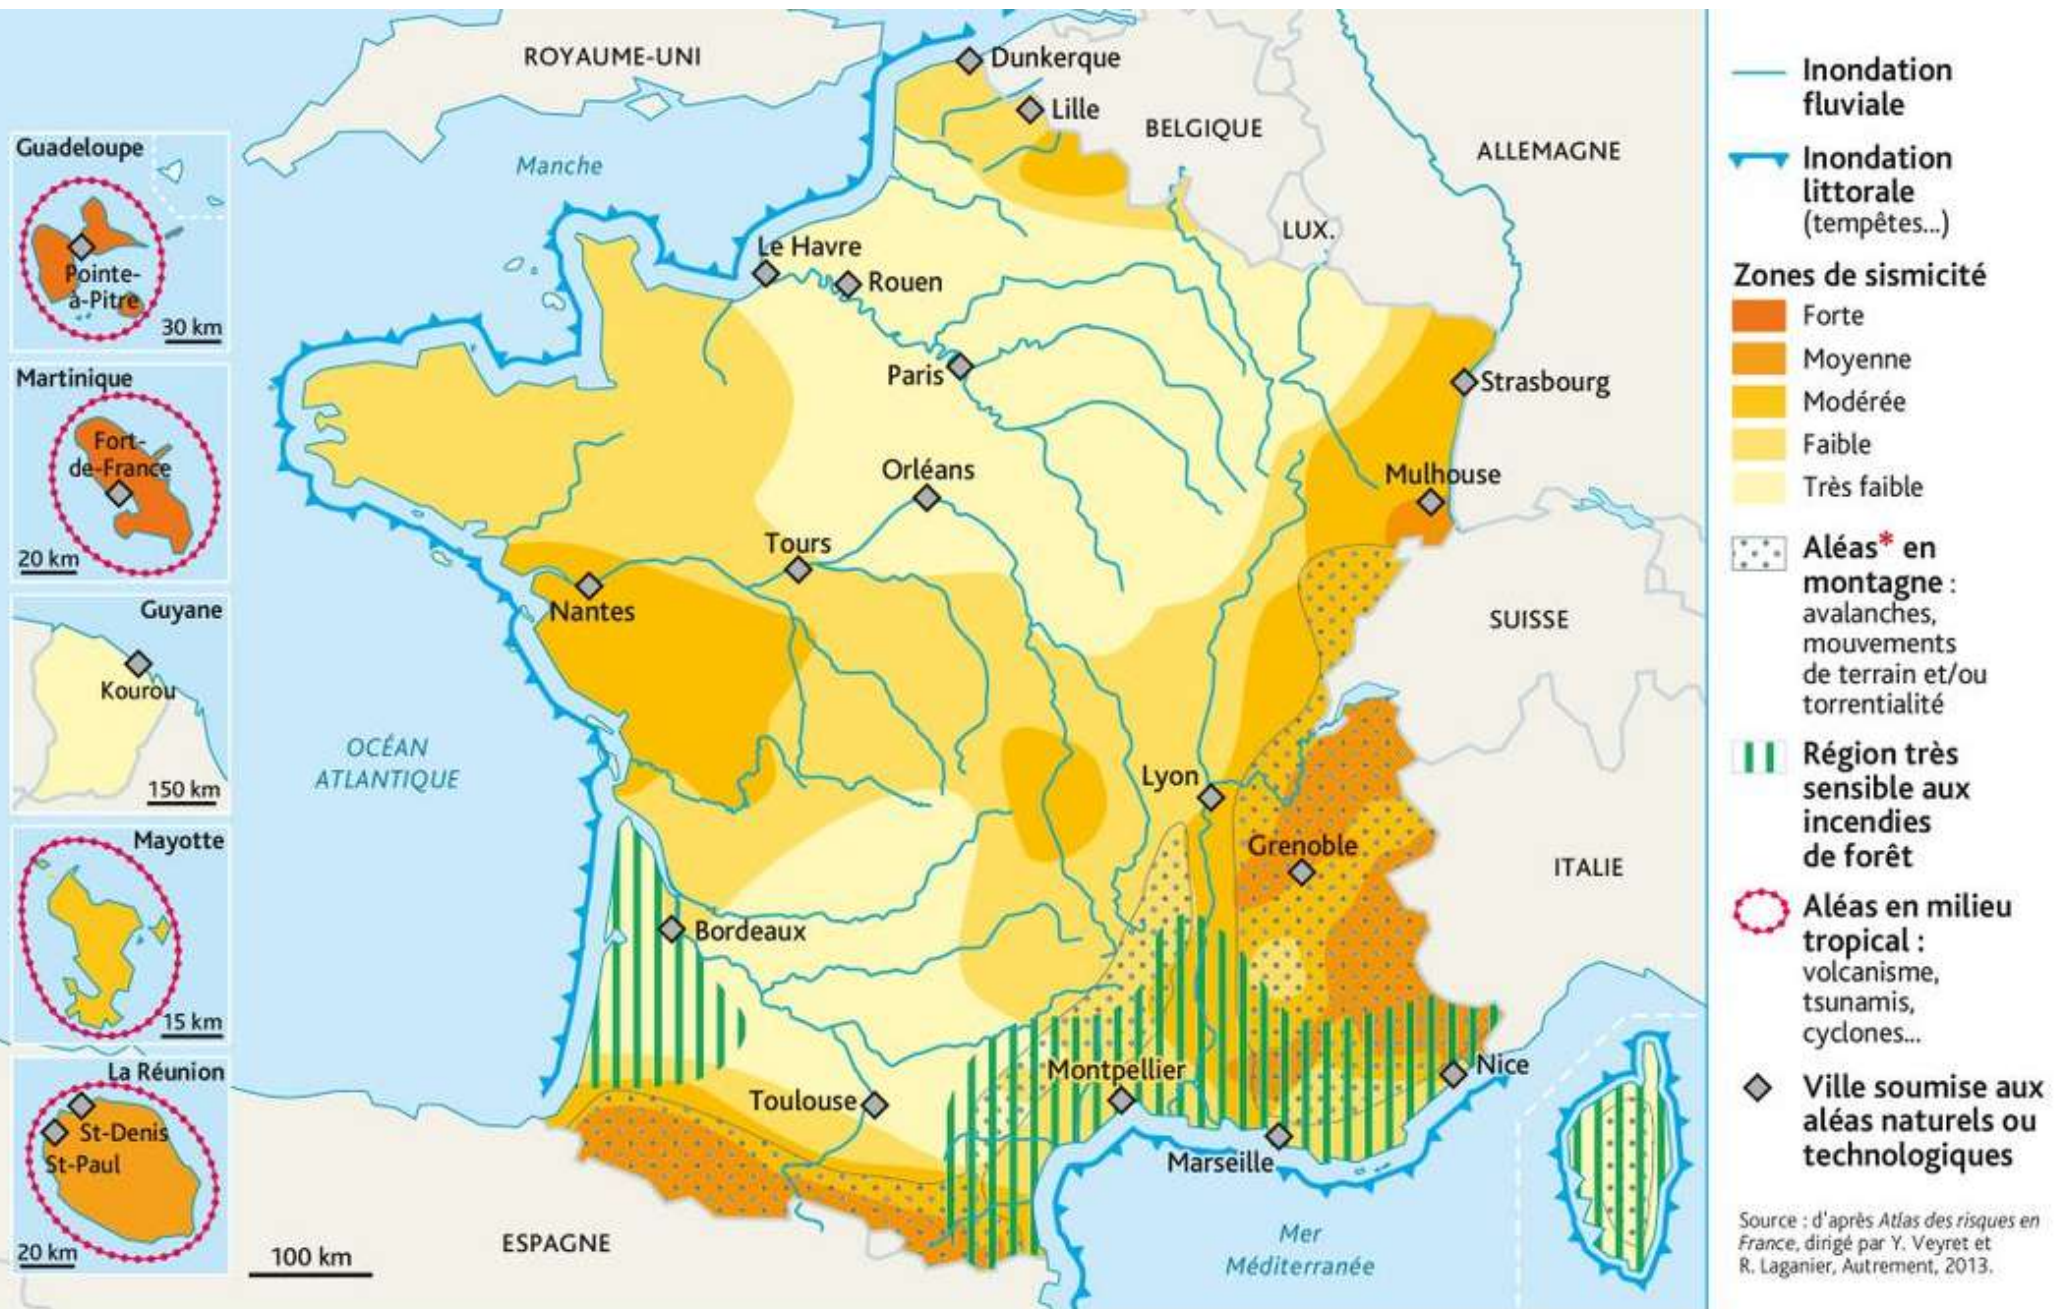 ROYAUME-UNI
Dunkerque
Lille
BELGIQUE
ALLEMAGNE
Manche
LUX.
Le Havre
Rouen
Paris
Strasbourg
Orléans
Mulhouse
Tours
Nantes
SUISSE
OCÉAN
ATLANTIQUE
Lyon
Grenoble
ITALIE
Bordeaux
Montpellier
Nice
Toulouse
Marseille
ESPAGNE
Mer
Méditerranée
100 km
Guadeloupe
Pointe-
à-Pitre
30 km
Martinique
Fort-
de-France
20 km
Guyane
Kourou
150 km
Mayotte
15 km
La Réunion
St-Denis
St-Paul
20 km
Inondation
fluviale
Inondation
littorale
(tempêtes...)
Zones de sismicité
Forte
Moyenne
Modérée
Faible
Très faible
Aléas* en
montagne :
avalanches,
mouvements
de terrain et/ou
torrentialité
Région très
sensible aux
incendies
de forêt
Aléas en milieu
tropical :
volcanisme,
tsunamis,
cyclones...
Ville soumise aux
aléas naturels ou
technologiques
Source : d'après Atlas des risques en
France, dirigé par Y. Veyret et
R. Laganier, Autrement, 2013.